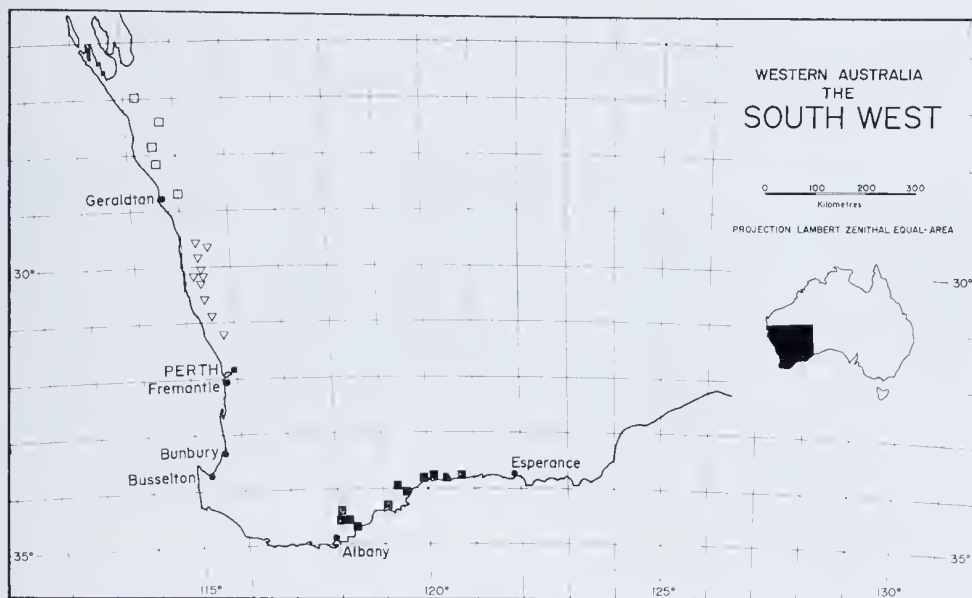 WESTERN AUSTRALIA
THE
SOUTH WEST
0 100 200 300
Kilometres
PROJECTION LAMBERT ZENITHAL EQUAL-AREA
Geraldton
30° 30°
PERTH
Fremantle
Bunbury
Busselton
Esperance
Albany
35° 35°
115° 120° 125° 130°